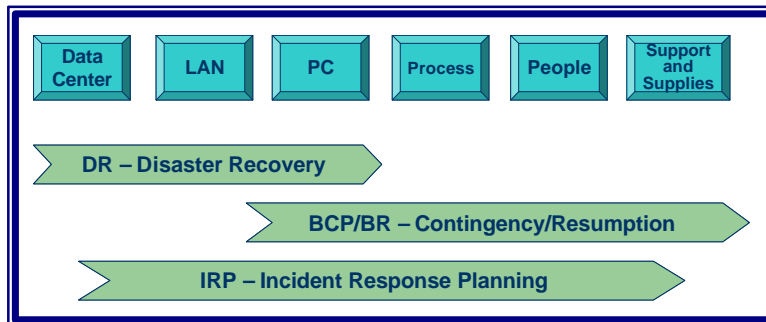 Data
Center
LAN
PC
Process
People
Support
and
Supplies
DR – Disaster Recovery
BCP/BR – Contingency/Resumption
IRP – Incident Response Planning